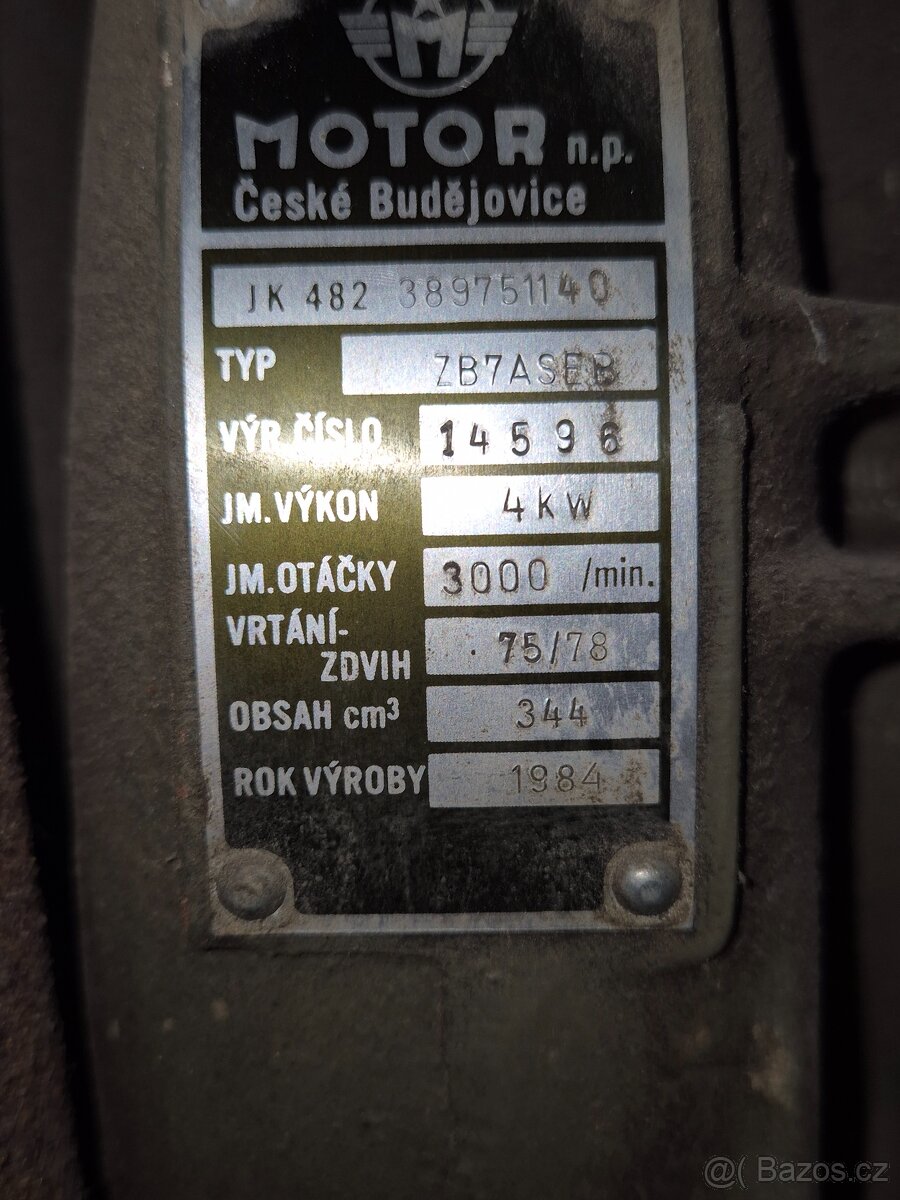 M
MOTOR n.p.
České Budějovice
JK 482 389751140
TYP ZB7ASEB
VÝR.ČÍSLO 14596
JM.VÝKON 4KW
JM.OTÁČKY 3000 /min.
VRTÁNÍ-
ZDVIH 75/78
OBSAH cm³ 344
ROK VÝROBY 1984
@( Bazos.cz